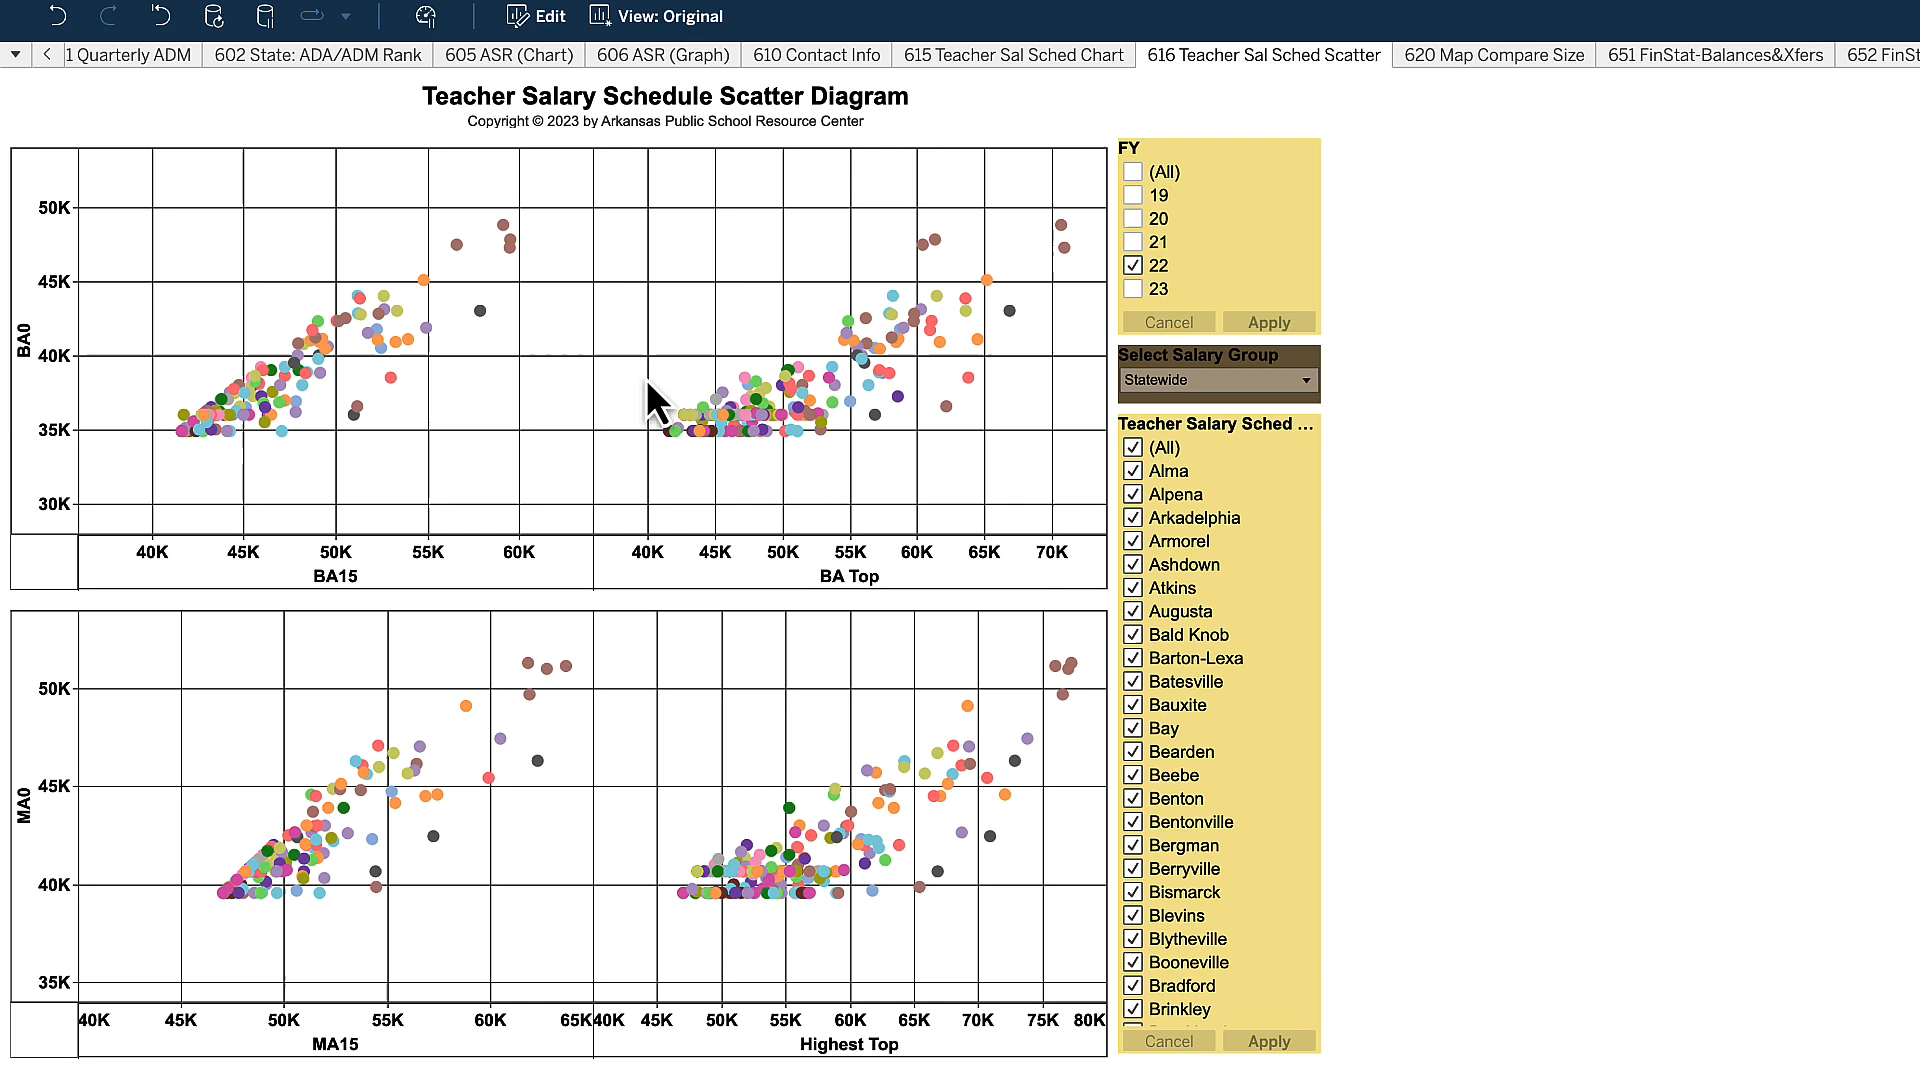 Edit
View: Original
1 Quarterly ADM
602 State: ADA/ADM Rank
605 ASR (Chart)
606 ASR (Graph)
610 Contact Info
615 Teacher Sal Sched Chart
616 Teacher Sal Sched Scatter
620 Map Compare Size
651 FinStat-Balances&Xfers
652 FinSt
Teacher Salary Schedule Scatter Diagram
Copyright © 2023 by Arkansas Public School Resource Center
BA0
50K
45K
40K
35K
30K
40K 45K 50K 55K 60K
BA15
40K 45K 50K 55K 60K 65K 70K
BA Top
MA0
50K
45K
40K
35K
40K 45K 50K 55K 60K 65K
MA15
40K 45K 50K 55K 60K 65K 70K 75K 80K
Highest Top
FY
(All)
19
20
21
22
23
Cancel Apply
Select Salary Group
Statewide
Teacher Salary Sched ...
(All)
Alma
Alpena
Arkadelphia
Armorel
Ashdown
Atkins
Augusta
Bald Knob
Barton-Lexa
Batesville
Bauxite
Bay
Bearden
Beebe
Benton
Bentonville
Bergman
Berryville
Bismarck
Blevins
Blytheville
Booneville
Bradford
Brinkley
Cancel Apply